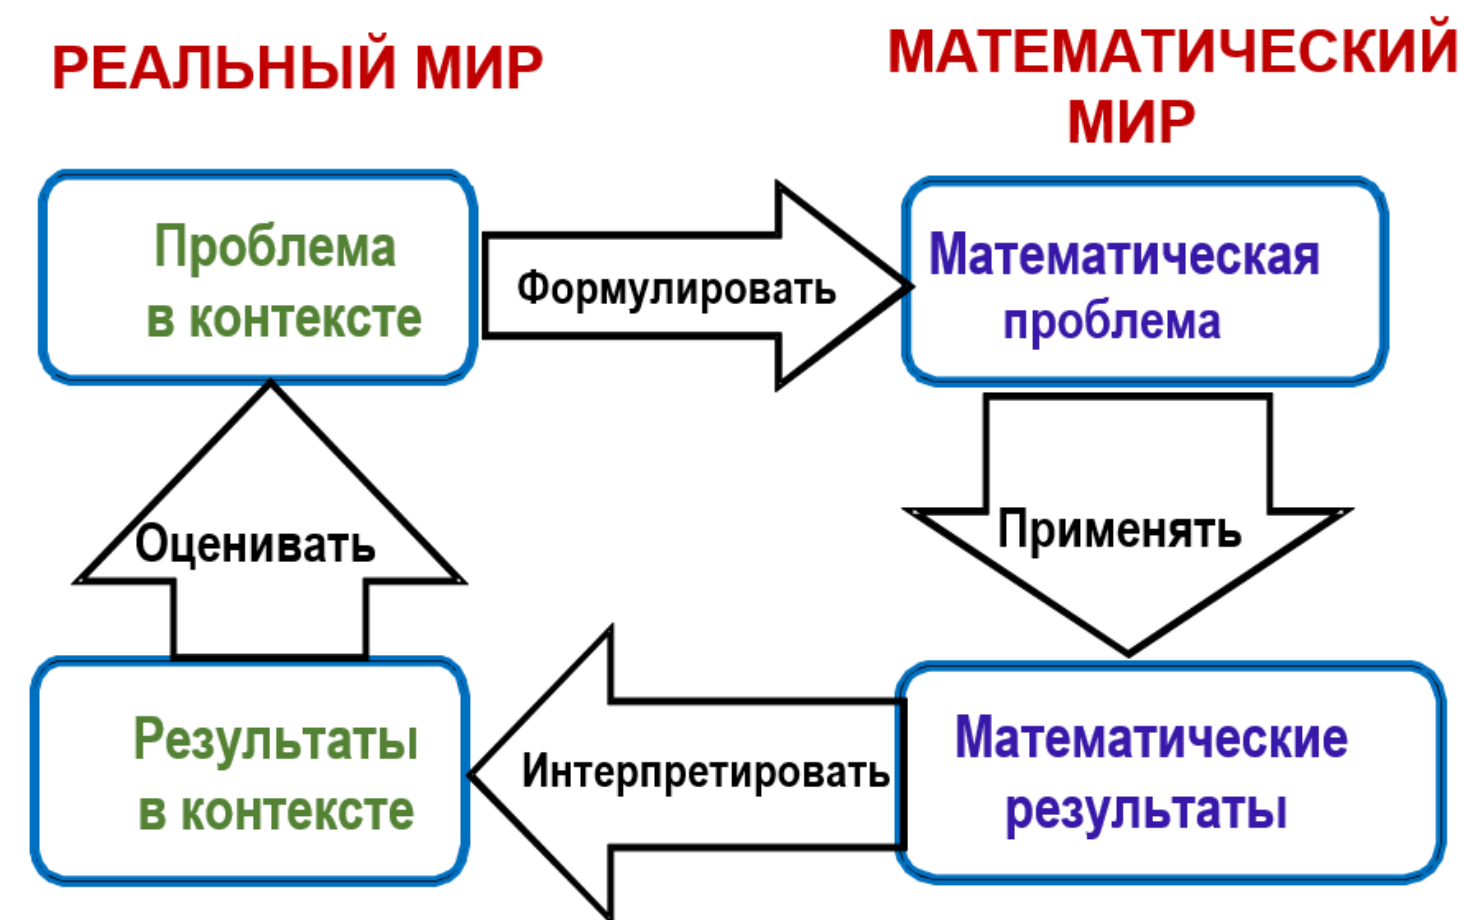 РЕАЛЬНЫЙ МИР
МАТЕМАТИЧЕСКИЙ
МИР
Проблема
в контексте
Формулировать
Математическая
проблема
Оценивать
Применять
Результаты
в контексте
Интерпретировать
Математические
результаты